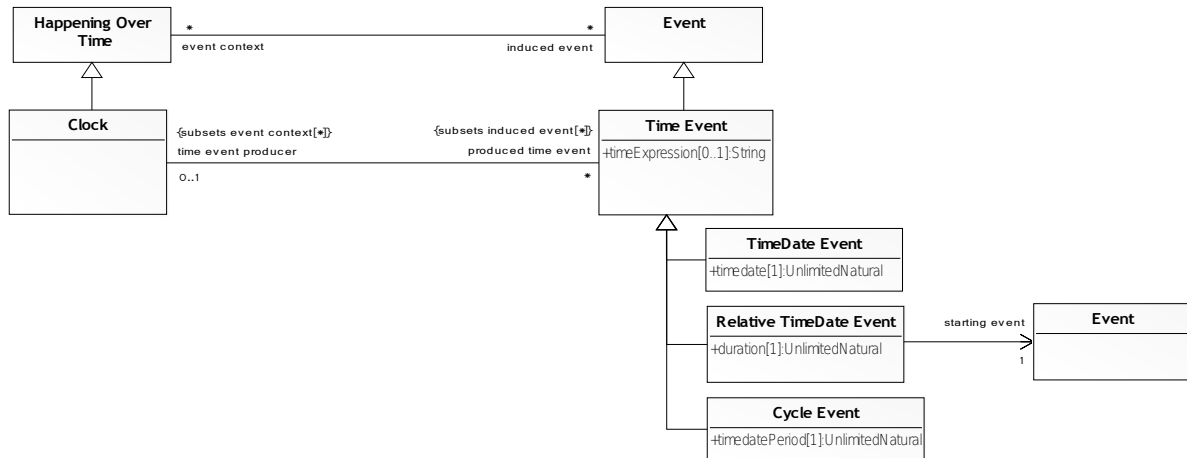 Happening Over
Time
*
event context
*
induced event
Event
Clock
{subsets event context[*]}
time event producer
0..1
{subsets induced event[*]}
produced time event
*
Time Event
+timeExpression[0..1]:String
TimeDate Event
+timedate[1]:UnlimitedNatural
Relative TimeDate Event
+duration[1]:UnlimitedNatural
starting event
1
Event
Cycle Event
+timedatePeriod[1]:UnlimitedNatural